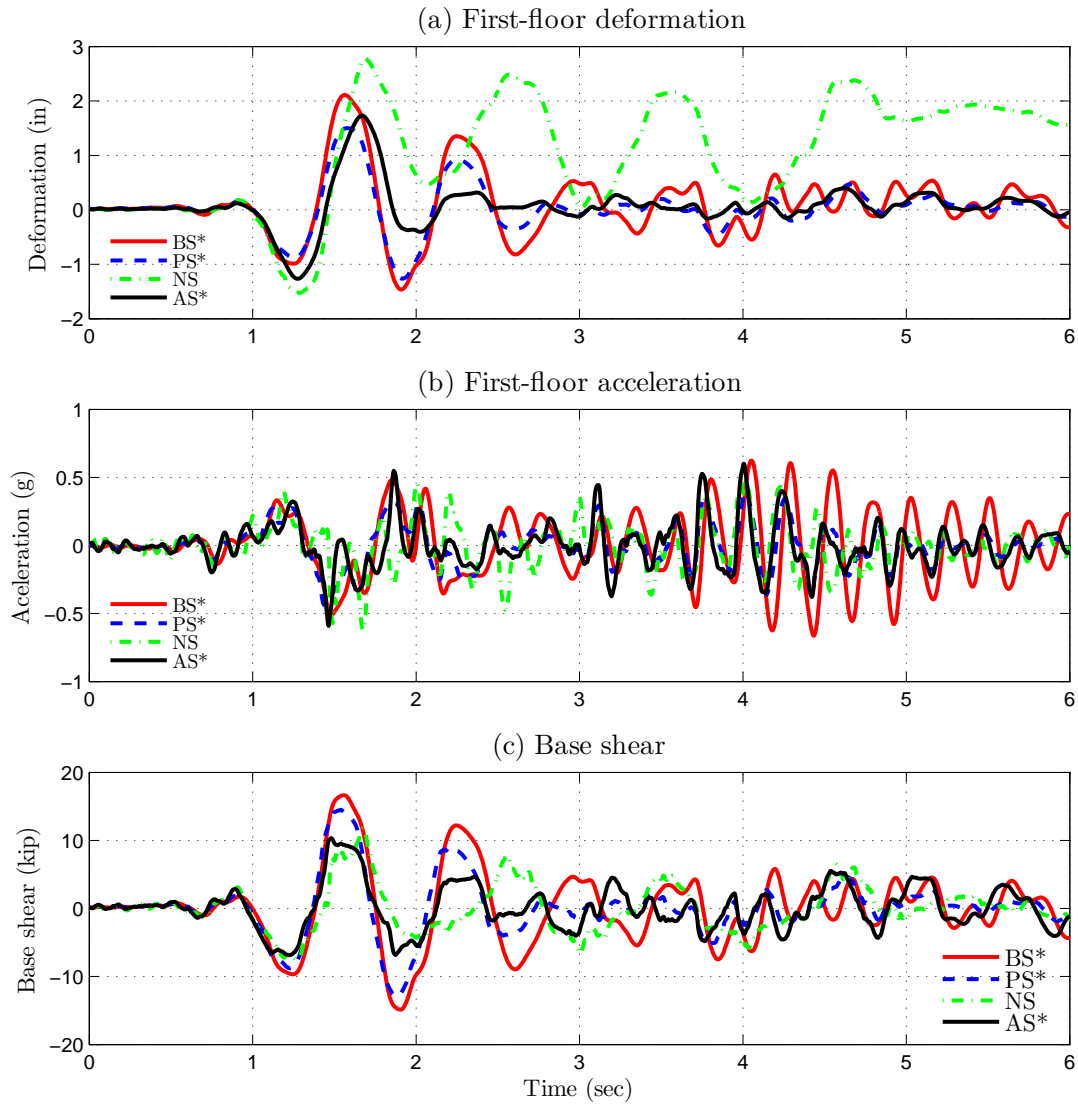 (a) First-floor deformation
Deformation (in)
3
2
1
0
−1
−2
BS*
PS*
NS
AS*
0 1 2 3 4 5 6
(b) First-floor acceleration
Aceleration (g)
1
0.5
0
−0.5
−1
BS*
PS*
NS
AS*
0 1 2 3 4 5 6
(c) Base shear
Base shear (kip)
20
10
0
−10
−20
BS*
PS*
NS
AS*
0 1 2 3 4 5 6
Time (sec)